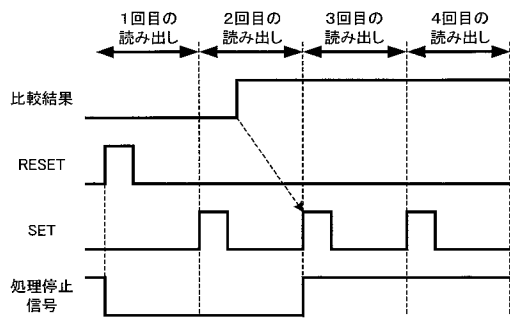 1回目の
読み出し
2回目の
読み出し
3回目の
読み出し
4回目の
読み出し
比較結果
RESET
SET
処理停止
信号